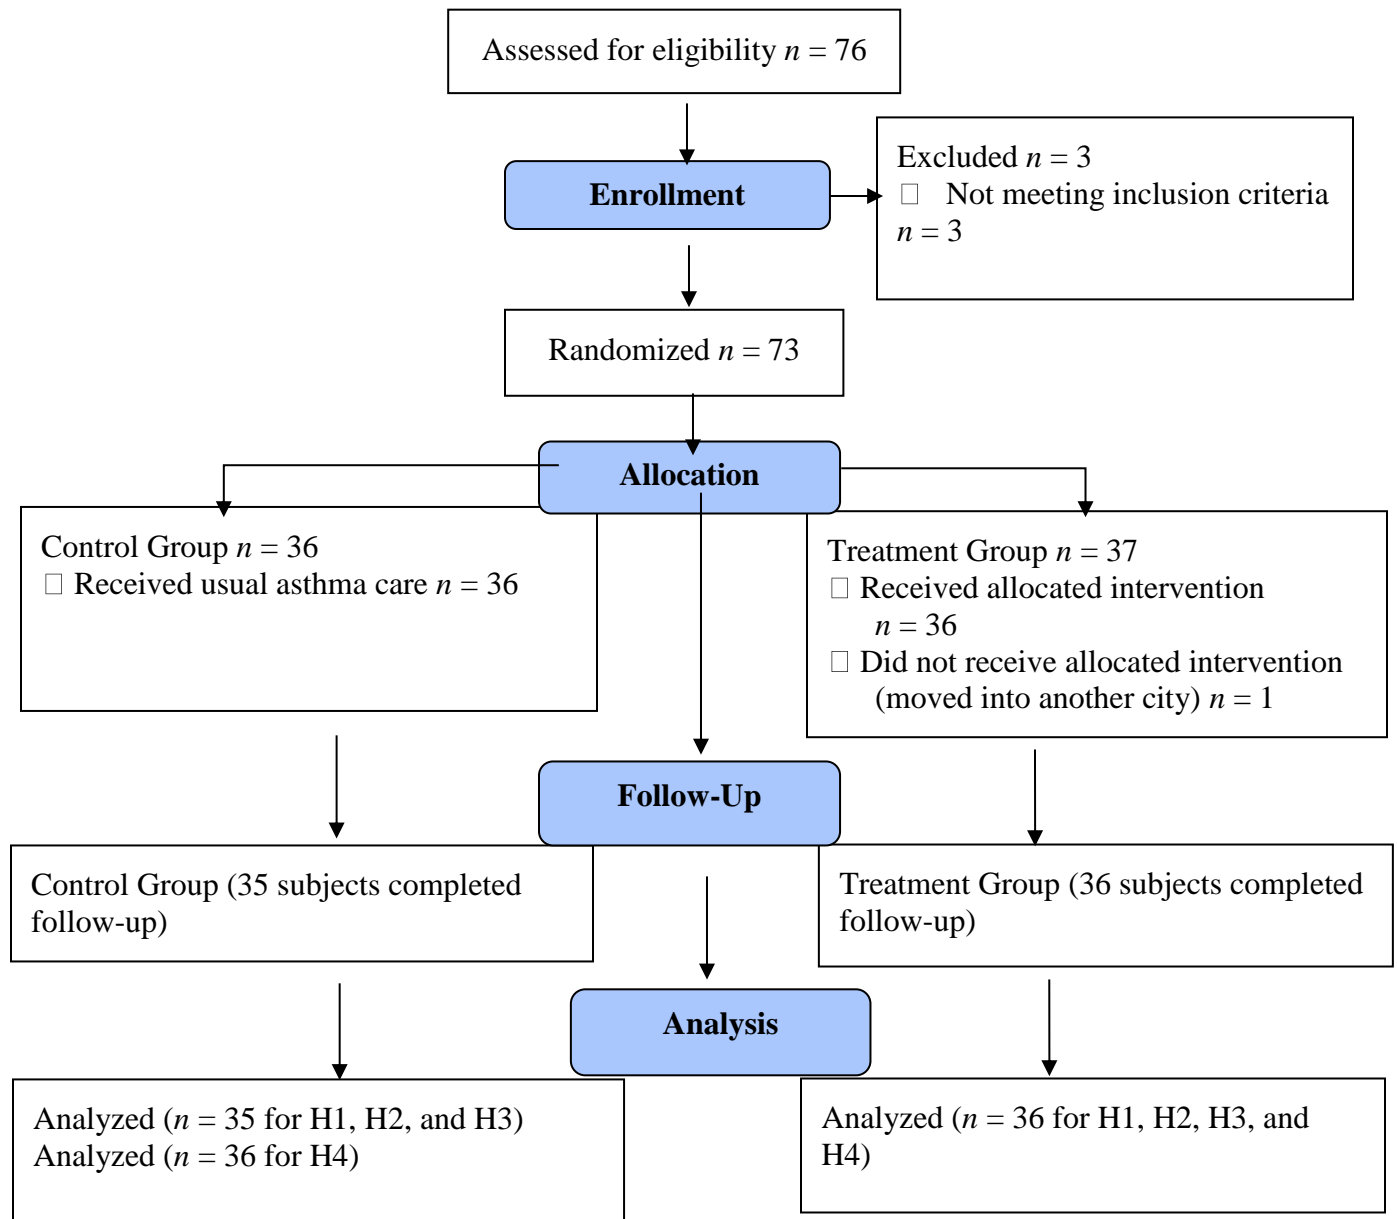 Assessed for eligibility n = 76
Excluded n = 3
□ Not meeting inclusion criteria
n = 3
Enrollment
Randomized n = 73
Allocation
Control Group n = 36
□ Received usual asthma care n = 36
Treatment Group n = 37
□ Received allocated intervention
n = 36
□ Did not receive allocated intervention
(moved into another city) n = 1
Follow-Up
Control Group (35 subjects completed
follow-up)
Treatment Group (36 subjects completed
follow-up)
Analysis
Analyzed (n = 35 for H1, H2, and H3)
Analyzed (n = 36 for H4)
Analyzed (n = 36 for H1, H2, H3, and
H4)